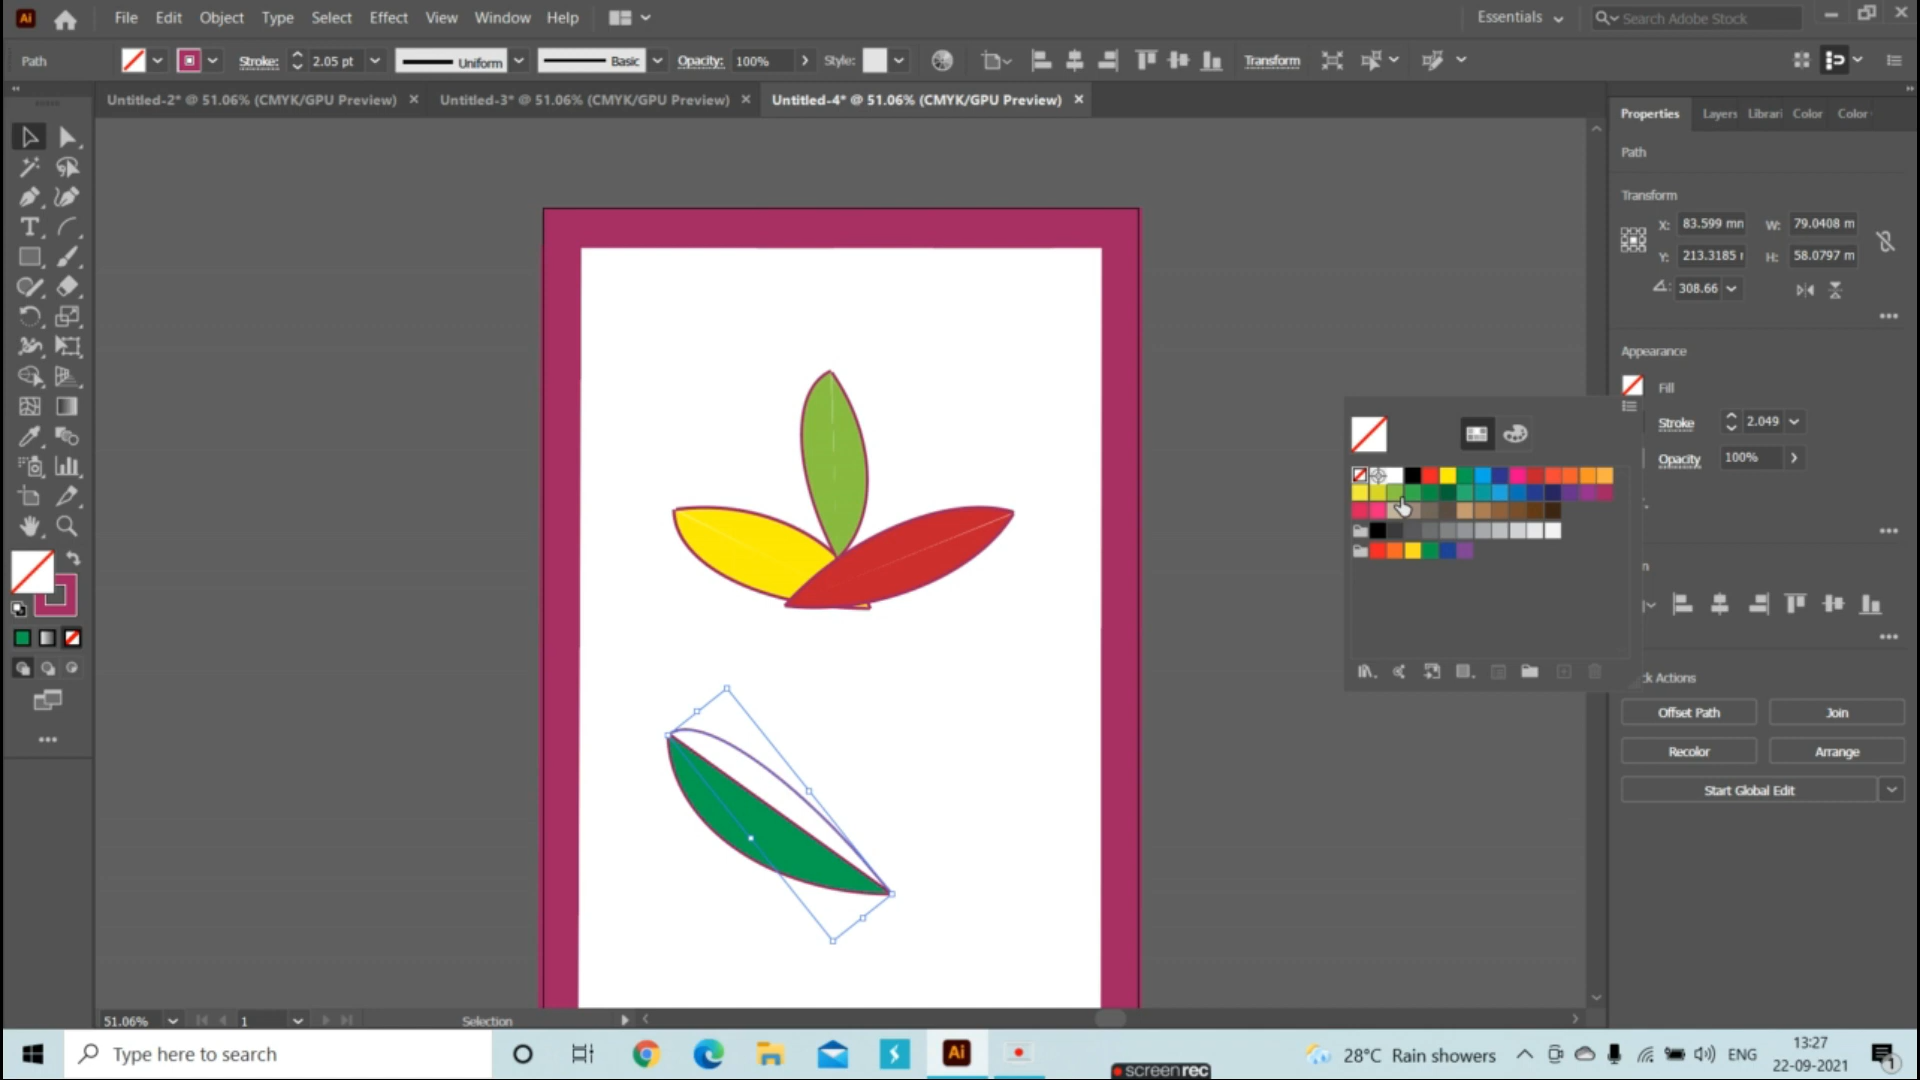 Ai File Edit Object Type Select Effect View Window Help Essentials Search Adobe Stock
Path Stroke: 2.05 pt Uniform Basic Opacity: 100% Style: Transform
Untitled-2* @ 51.06% (CMYK/GPU Preview) × Untitled-3* @ 51.06% (CMYK/GPU Preview) × Untitled-4* @ 51.06% (CMYK/GPU Preview) ×
Properties Layers Librari Color Color
Path
Transform
X: 83.599 mn W: 79.0408 m
Y: 213.3185 H: 58.0797 m
308.66
Appearance
Fill
Stroke 2.049
Opacity 100%
n
ck Actions
Offset Path Join
Recolor Arrange
Start Global Edit
51.06% 1 Selection
Type here to search Ai 28°C Rain showers ENG 13:27
22-09-2021 1
screenrec